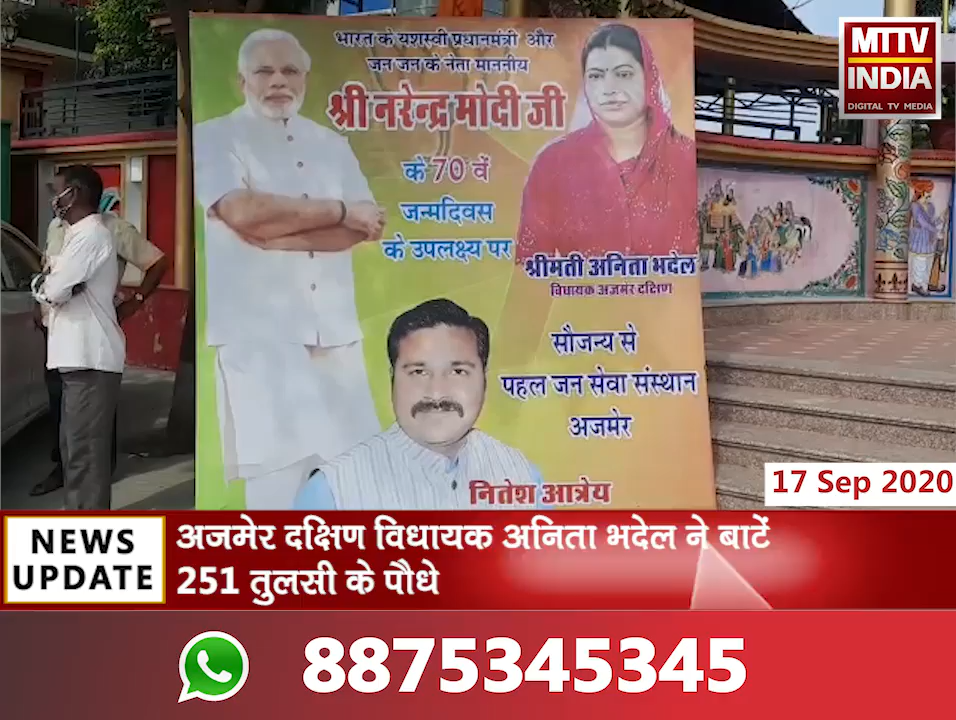 MTTV
INDIA
DIGITAL TV MEDIA
भारत के यशस्वी प्रधानमंत्री और
जन जन के नेता माननीय
श्री नरेन्द्र मोदी जी
के 70 वें
जन्मदिवस
के उपलक्ष्य पर
श्रीमती अनिता भदेल
विधायक अजमेर दक्षिण
सौजन्य से
पहल जन सेवा संस्थान
अजमेर
नितेश आत्रेय
17 Sep 2020
NEWS
UPDATE
अजमेर दक्षिण विधायक अनिता भदेल ने बाटें
251 तुलसी के पौधे
8875345345